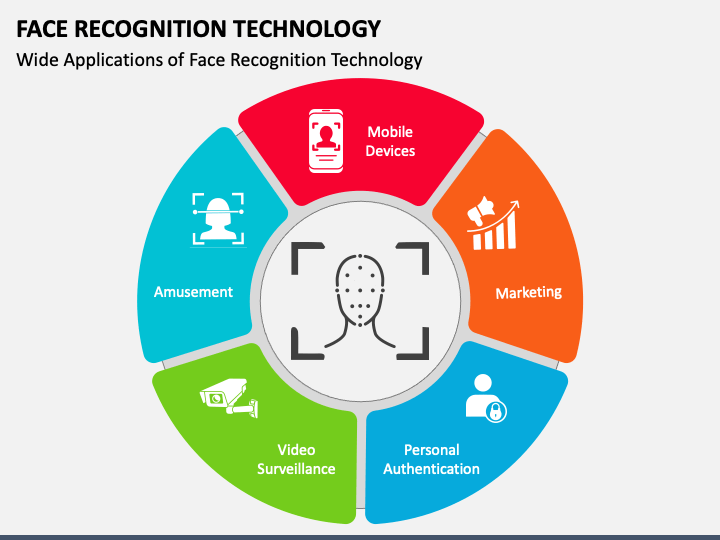 FACE RECOGNITION TECHNOLOGY
Wide Applications of Face Recognition Technology
Mobile
Devices
Marketing
Personal
Authentication
Video
Surveillance
Amusement